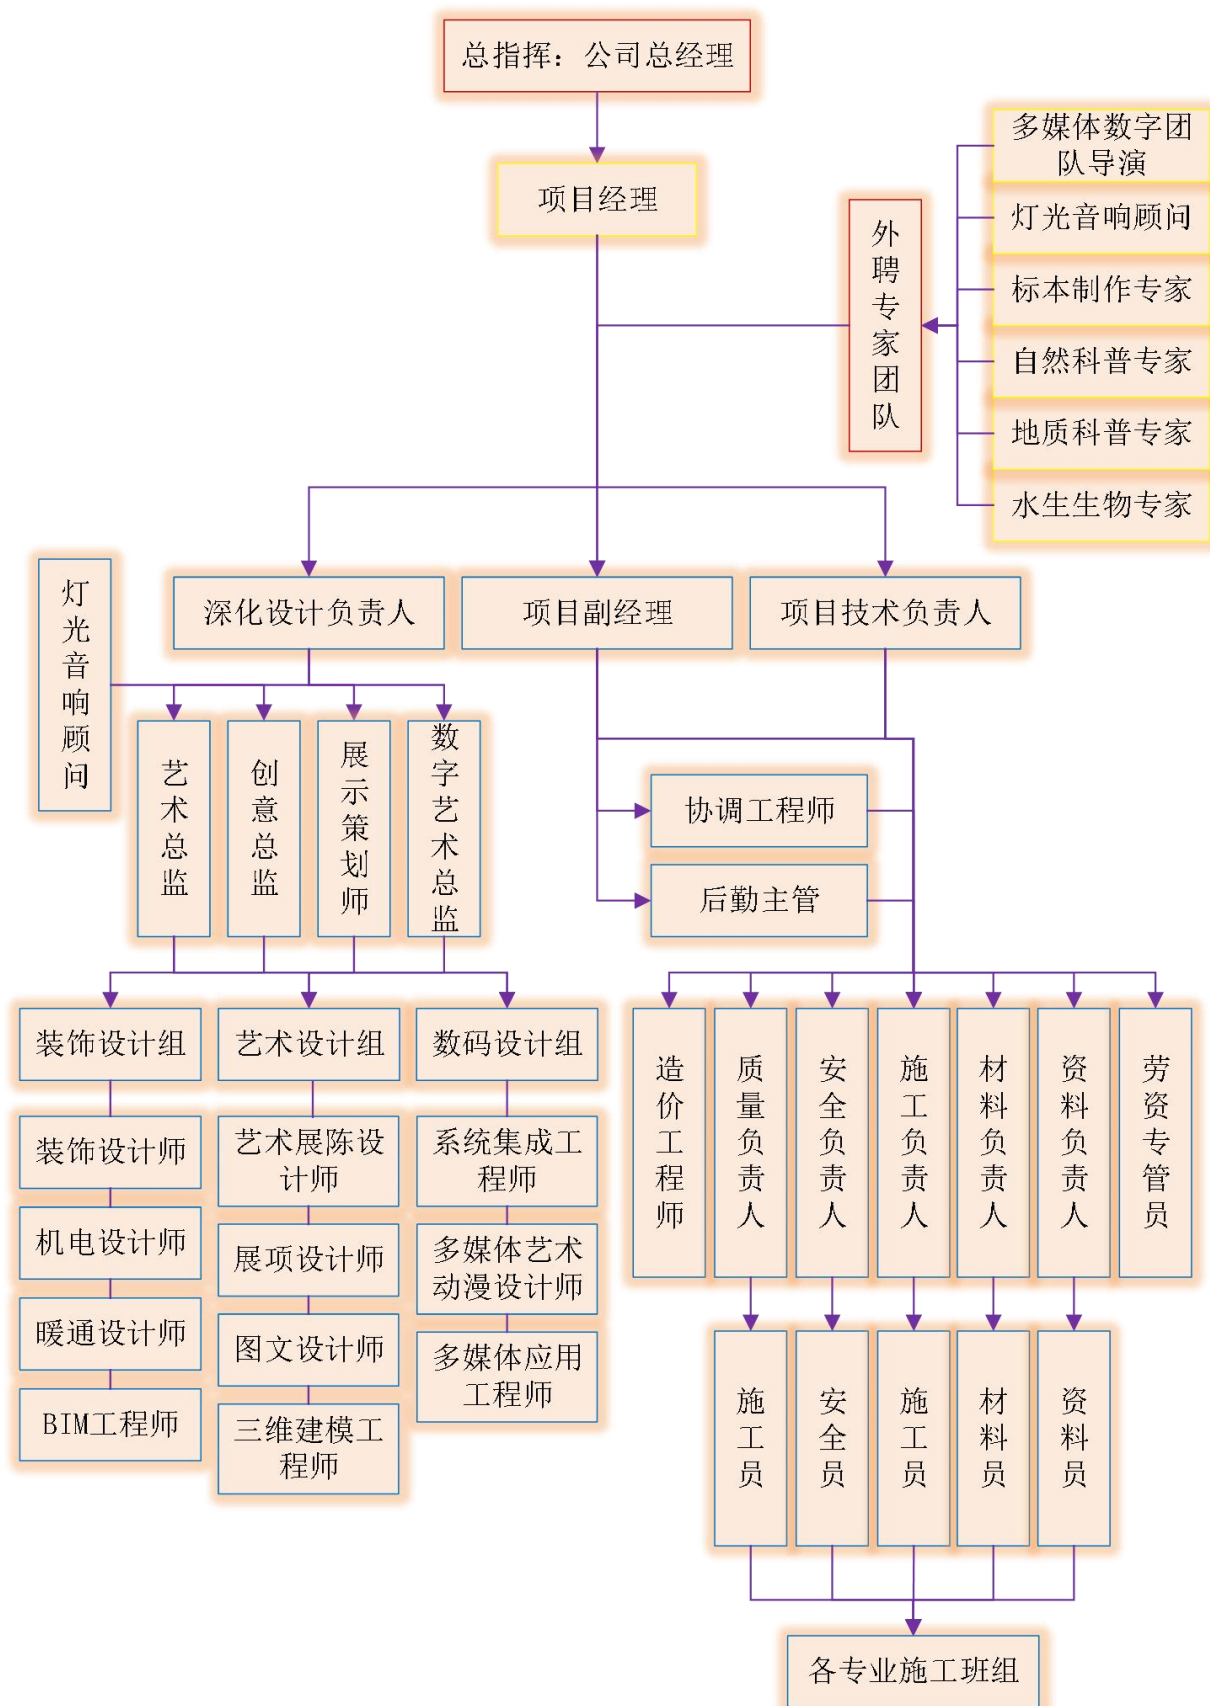 总指挥：公司总经理
项目经理
外聘专家团队
多媒体数字团
队导演
灯光音响顾问
标本制作专家
自然科普专家
地质科普专家
水生生物专家
深化设计负责人
项目副经理
项目技术负责人
灯光音响顾问
艺术总监
创意总监
展示策划师
数字艺术总监
协调工程师
后勤主管
装饰设计组
艺术设计组
数码设计组
装饰设计师
机电设计师
暖通设计师
BIM工程师
艺术展陈设
计师
展项设计师
图文设计师
三维建模工
程师
系统集成工
程师
多媒体艺术
动漫设计师
多媒体应用
工程师
造价工程师
质量负责人
安全负责人
施工负责人
材料负责人
资料负责人
劳资专管员
施工员
安全员
施工员
材料员
资料员
各专业施工班组